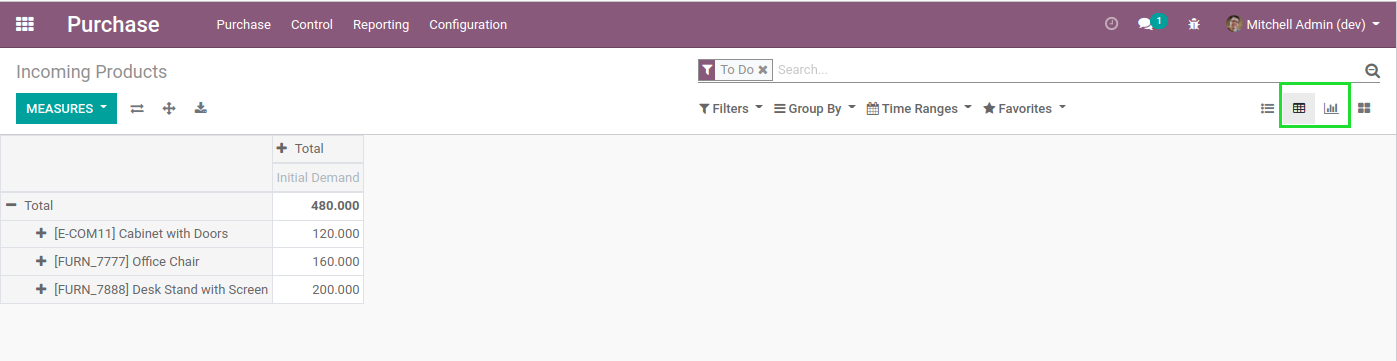 Purchase Purchase Control Reporting Configuration 1 Mitchell Admin (dev)
Incoming Products To Do Search...
MEASURES Filters Group By Time Ranges Favorites
Total
Initial Demand
Total 480.000
[E-COM11] Cabinet with Doors 120.000
[FURN_7777] Office Chair 160.000
[FURN_7888] Desk Stand with Screen 200.000